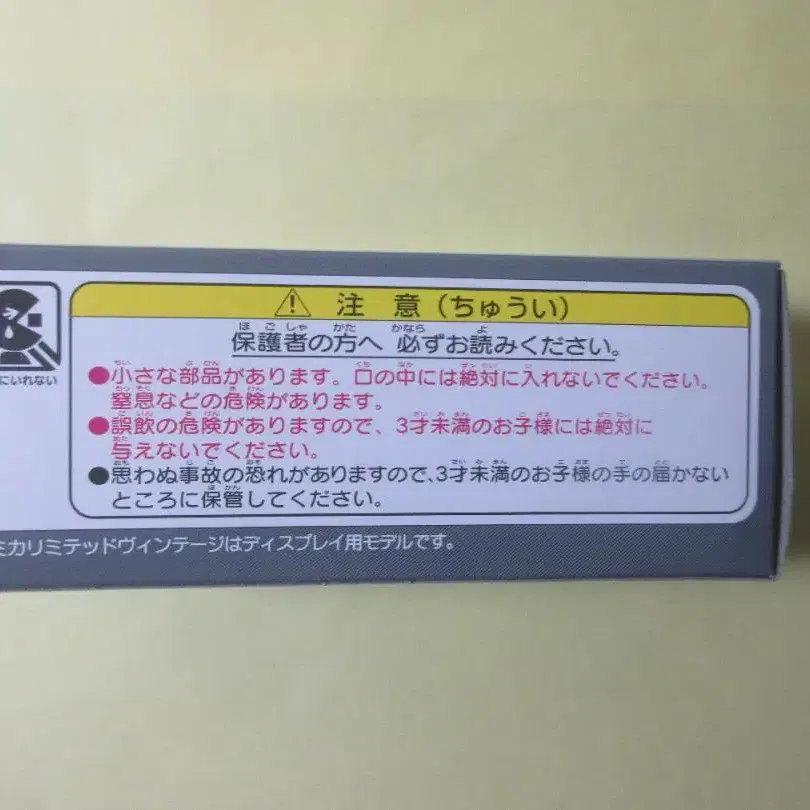 ⚠ 注意(ちゅうい)
保護者の方へ 必ずお読みください。
●小さな部品があります。口の中には絶対に入れないでください。
窒息などの危険があります。
●誤飲の危険がありますので、3才未満のお子様には絶対に
与えないでください。
●思わぬ事故の恐れがありますので、3才未満のお子様の手の届かない
ところに保管してください。
にいれない
ミカリミテッドヴィンテージはディスプレイ用モデルです。